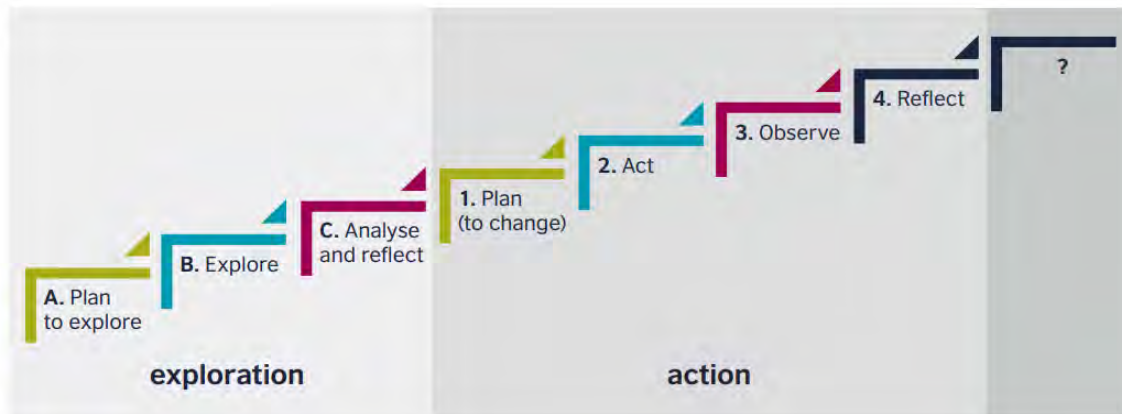 A. Plan
to explore
B. Explore
C. Analyse
and reflect
1. Plan
(to change)
2. Act
3. Observe
4. Reflect
?
exploration
action